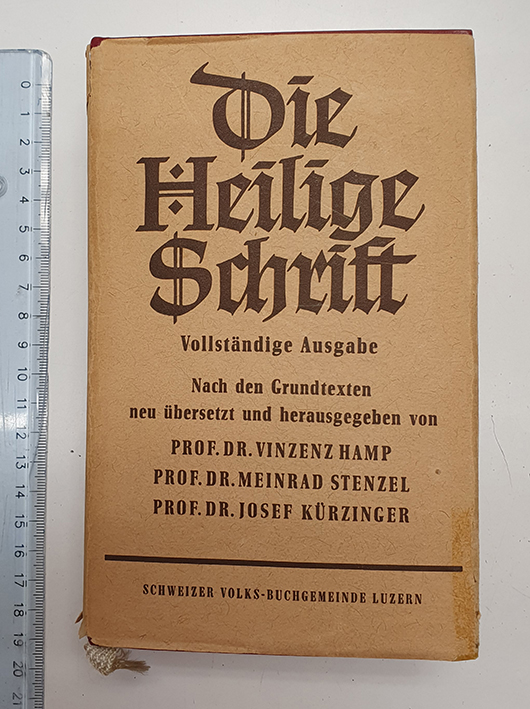 Die
Heilige
Schrift
Vollständige Ausgabe
Nach den Grundtexten
neu übersetzt und herausgegeben von
PROF. DR. VINZENZ HAMP
PROF. DR. MEINRAD STENZEL
PROF. DR. JOSEF KÜRZINGER
SCHWEIZER VOLKS-BUCHGEMEINDE LUZERN
0
1
2
3
4
5
6
7
8
9
10
11
12
13
14
15
16
17
18
19
20
21